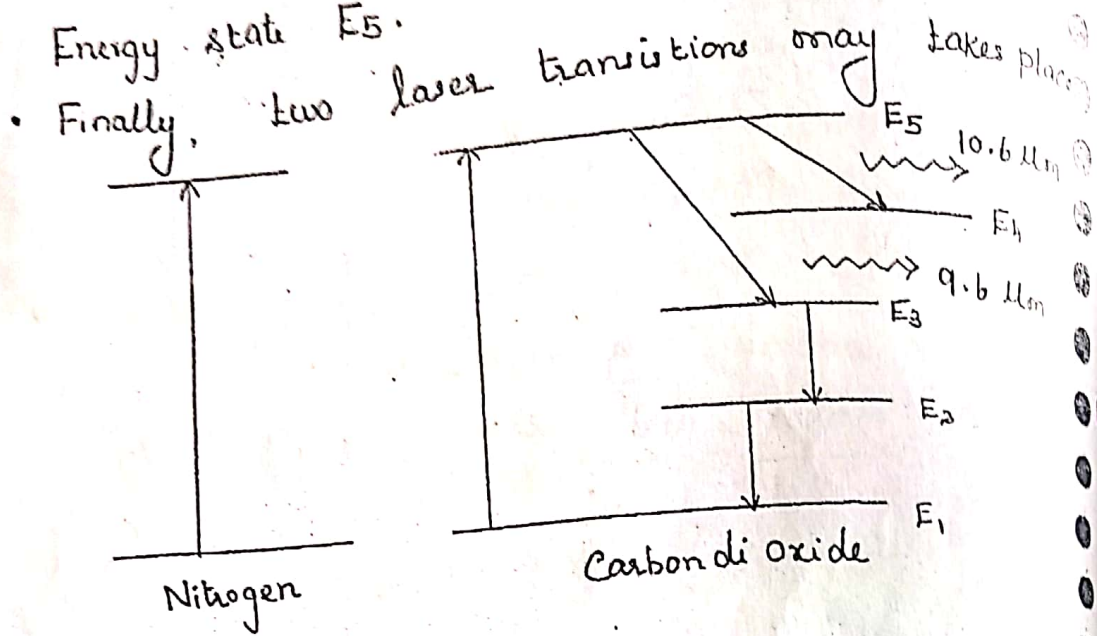 Energy state E5.
• Finally, two laser transistions may takes place
E5
10.6 μm
E4
9.6 μm
E3
E2
E1
Nitrogen
Carbon di oxide